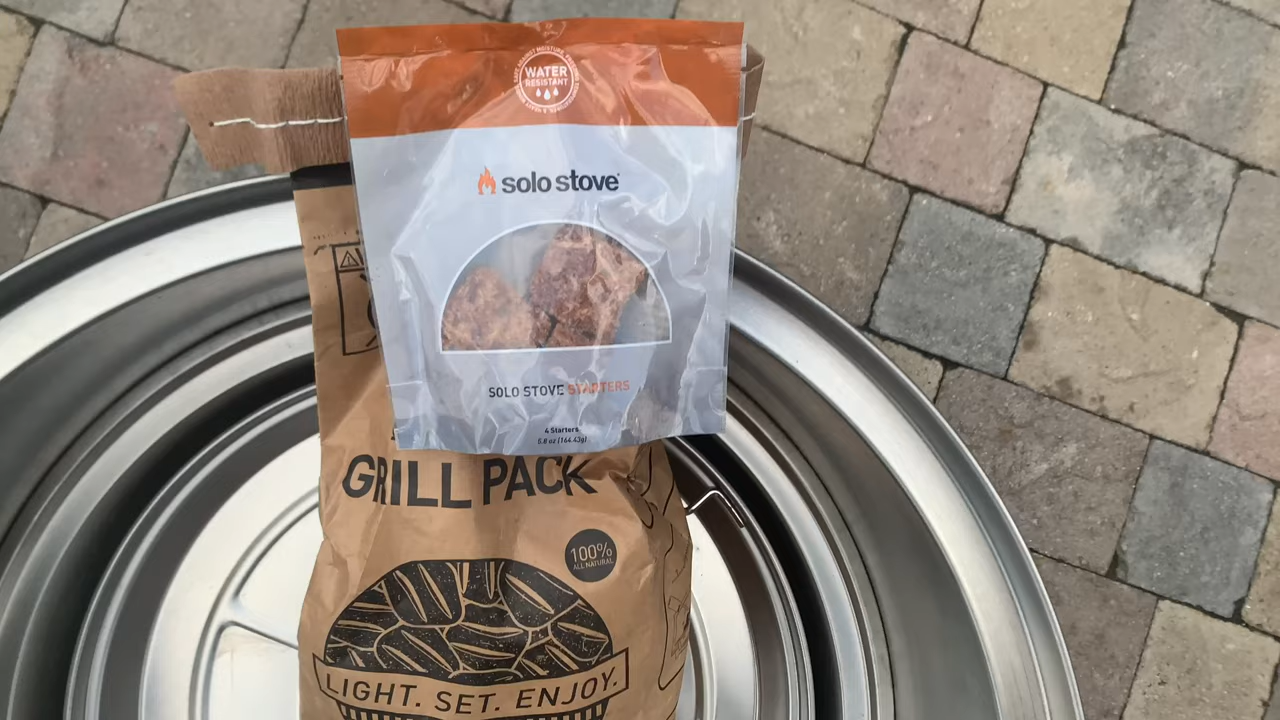 WATER
RESISTANT
solo stove
SOLO STOVE STARTERS
4 Starters
GRILL PACK
100%
ALL NATURAL
LIGHT. SET. ENJOY.